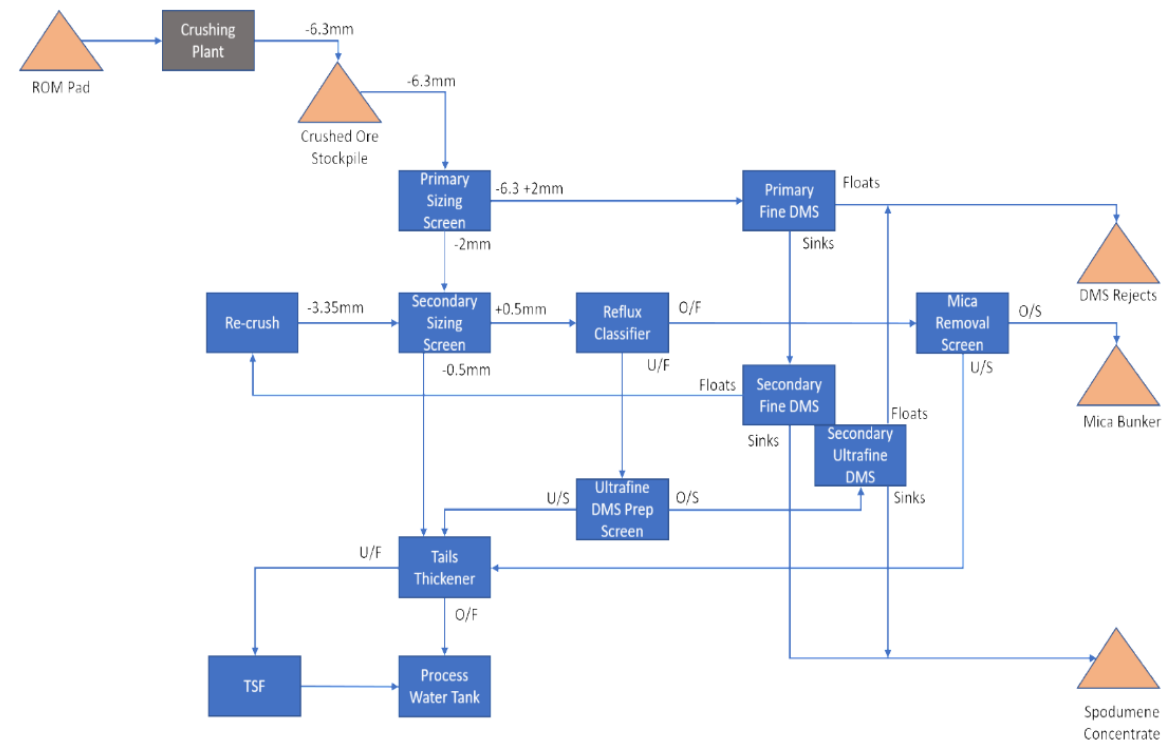 Crushing
Plant
-6.3mm
ROM Pad
-6.3mm
Crushed Ore
Stockpile
Primary
Sizing
Screen
-6.3 +2mm
Primary
Fine DMS
Floats
Sinks
-2mm
DMS Rejects
Re-crush
-3.35mm
Secondary
Sizing
Screen
+0.5mm
Reflux
Classifier
O/F
Mica
Removal
Screen
O/S
-0.5mm
U/F
U/S
Floats
Secondary
Fine DMS
Mica Bunker
Sinks
Floats
Secondary
Ultrafine
DMS
Sinks
U/S
Ultrafine
DMS Prep
Screen
O/S
U/F
Tails
Thickener
O/F
TSF
Process
Water Tank
Spodumene
Concentrate